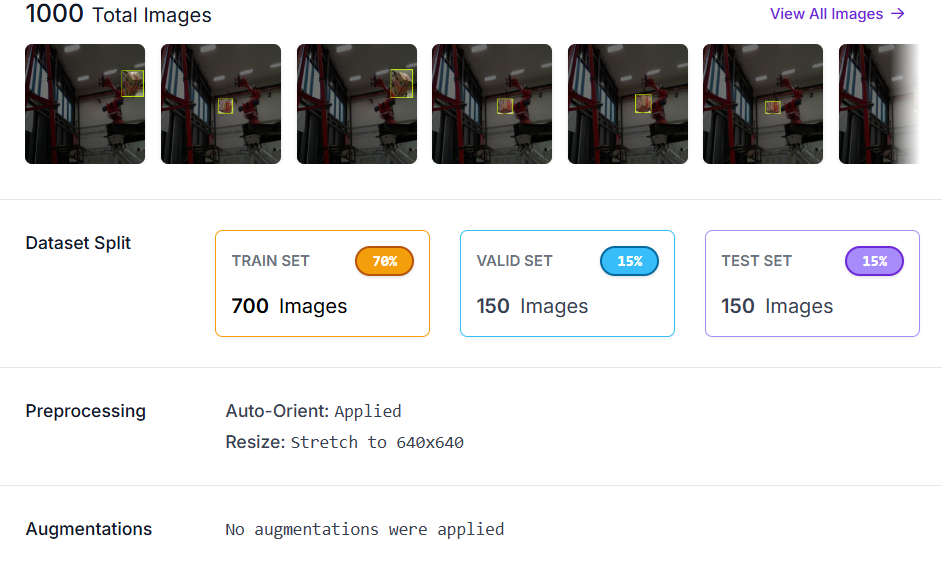 1000 Total Images
View All Images →
Dataset Split
TRAIN SET
70%
700 Images
VALID SET
15%
150 Images
TEST SET
15%
150 Images
Preprocessing
Auto-Orient: Applied
Resize: Stretch to 640x640
Augmentations
No augmentations were applied